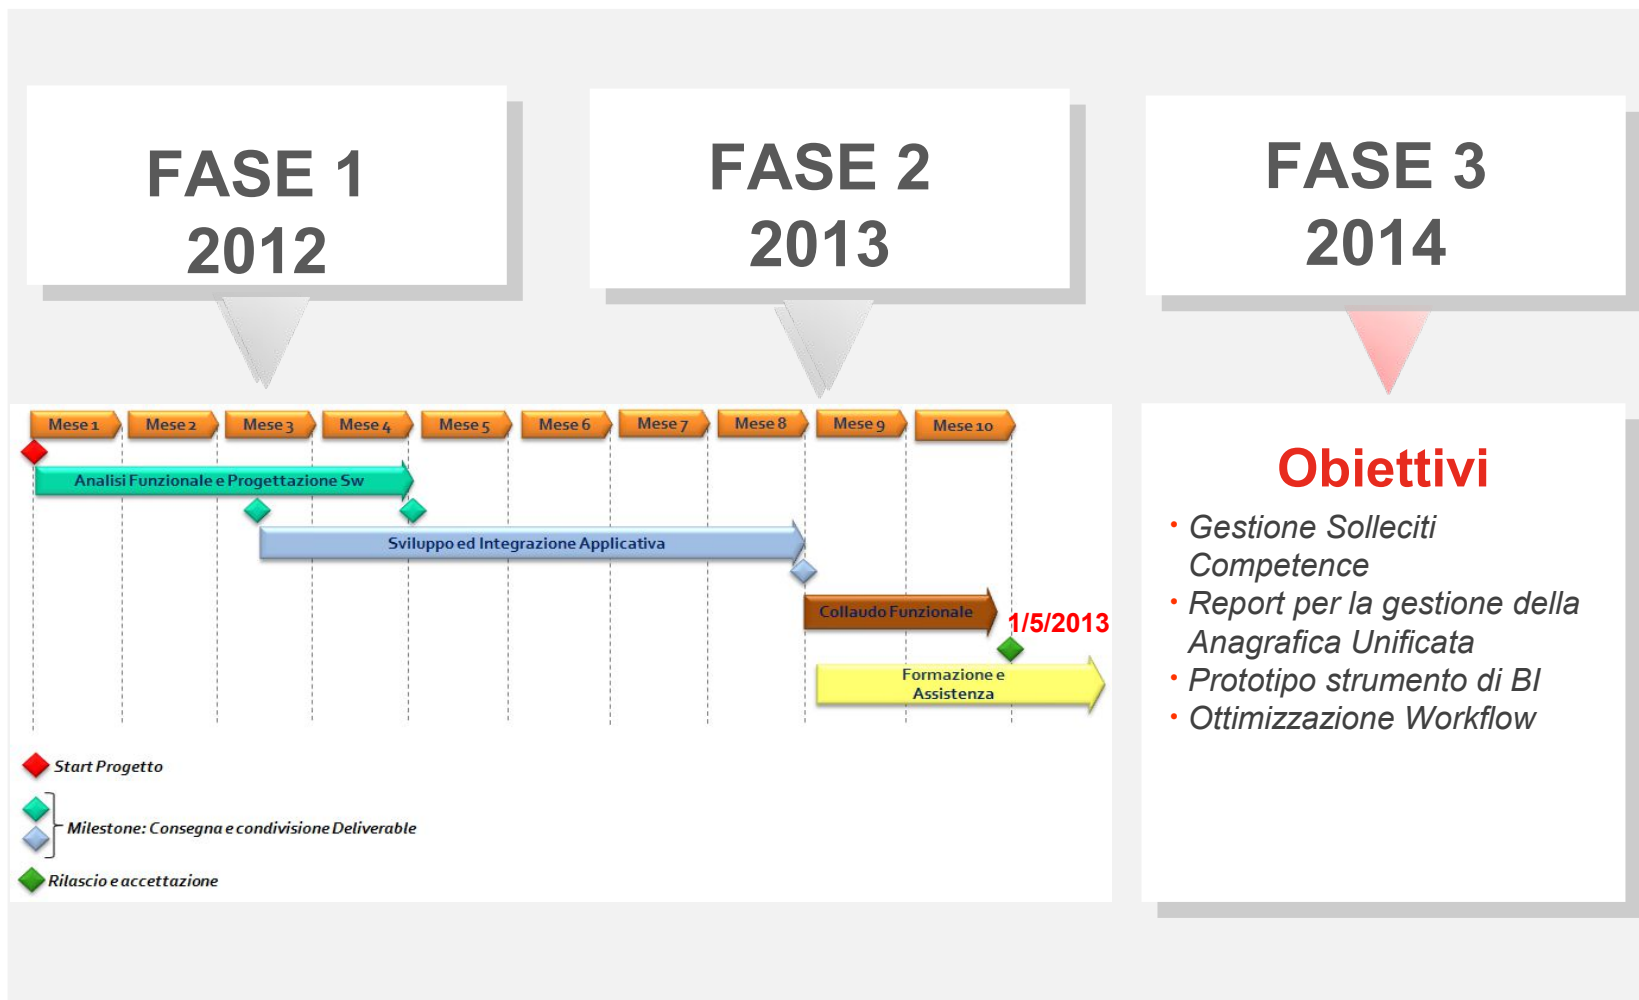 FASE 1
2012
FASE 2
2013
FASE 3
2014
Mese 1
Mese 2
Mese 3
Mese 4
Mese 5
Mese 6
Mese 7
Mese 8
Mese 9
Mese 10
Analisi Funzionale e Progettazione Sw
Sviluppo ed Integrazione Applicativa
Collaudo Funzionale
1/5/2013
Formazione e
Assistenza
Start Progetto
Milestone: Consegna e condivisione Deliverable
Rilascio e accettazione
Obiettivi
• Gestione Solleciti
Competence
• Report per la gestione della
Anagrafica Unificata
• Prototipo strumento di BI
• Ottimizzazione Workflow